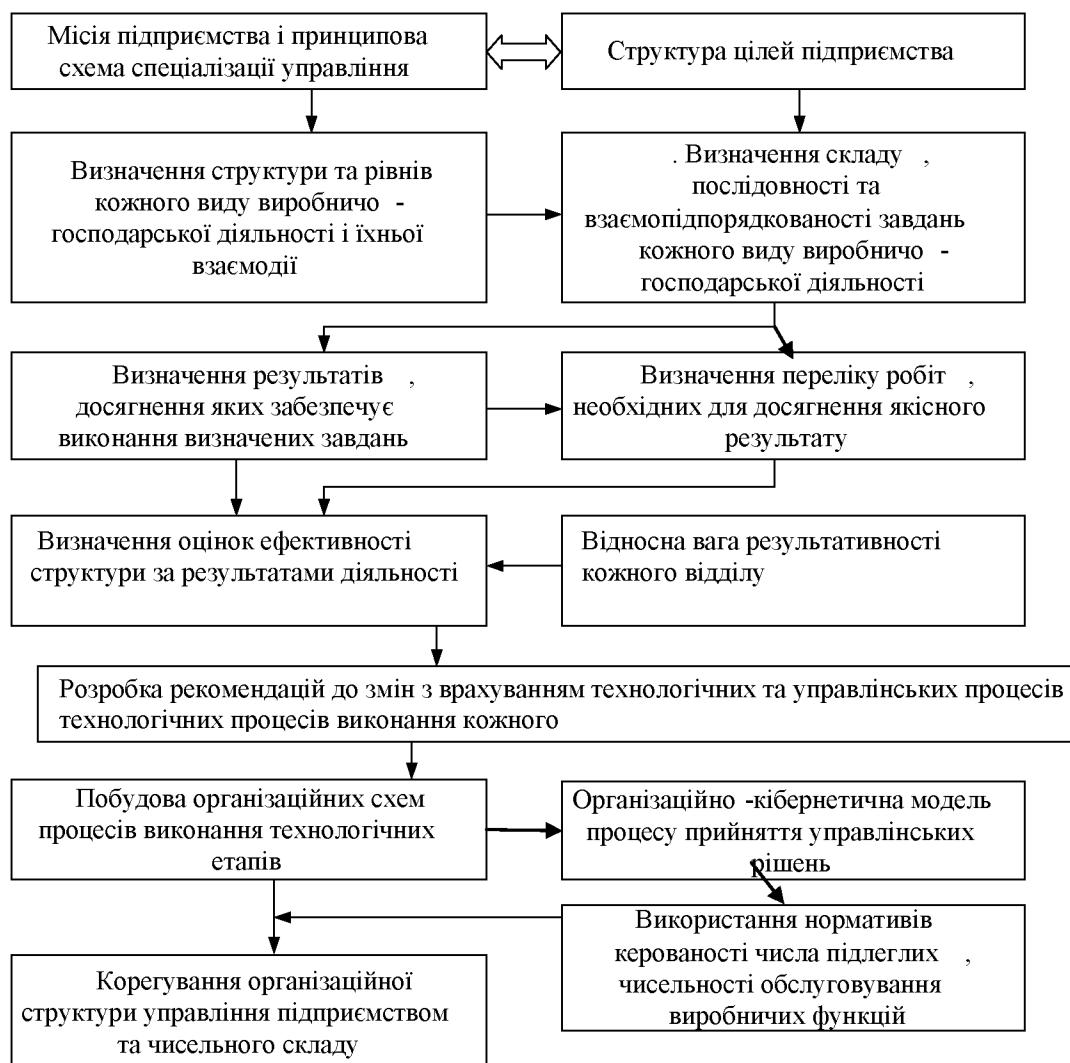 Місія підприємства і принципова
схема спеціалізації управління
Структура цілей підприємства
Визначення структури та рівнів
кожного виду виробничо -
господарської діяльності і їхньої
взаємодії
. Визначення складу ,
послідовності та
взаємопідпорядкованості завдань
кожного виду виробничо -
господарської діяльності
Визначення результатів ,
досягнення яких забезпечує
виконання визначених завдань
Визначення переліку робіт ,
необхідних для досягнення якісного
результату
Визначення оцінок ефективності
структури за результатами діяльності
Відносна вага результативності
кожного відділу
Розробка рекомендацій до змін з врахуванням технологічних та управлінських процесів
технологічних процесів виконання кожного
Побудова організаційних схем
процесів виконання технологічних
етапів
Організаційно -кібернетична модель
процесу прийняття управлінських
рішень
Використання нормативів
керованості числа підлеглих ,
чисельності обслуговування
виробничих функцій
Корегування організаційної
структури управління підприємством
та чисельного складу